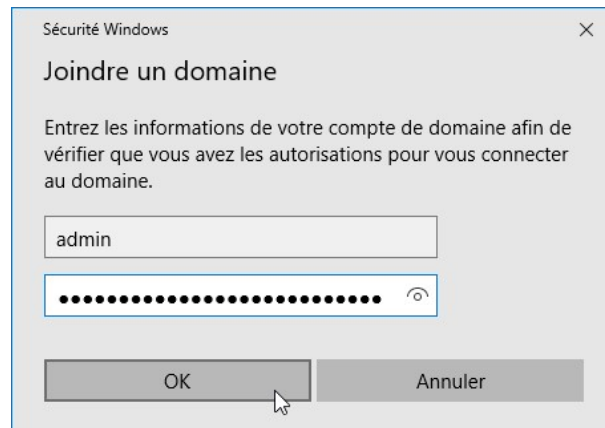 Sécurité Windows
Joindre un domaine
Entrez les informations de votre compte de domaine afin de
vérifier que vous avez les autorisations pour vous connecter
au domaine.
admin
●●●●●●●●●●●●●●●●●●●●●●●●●●●
OK
Annuler